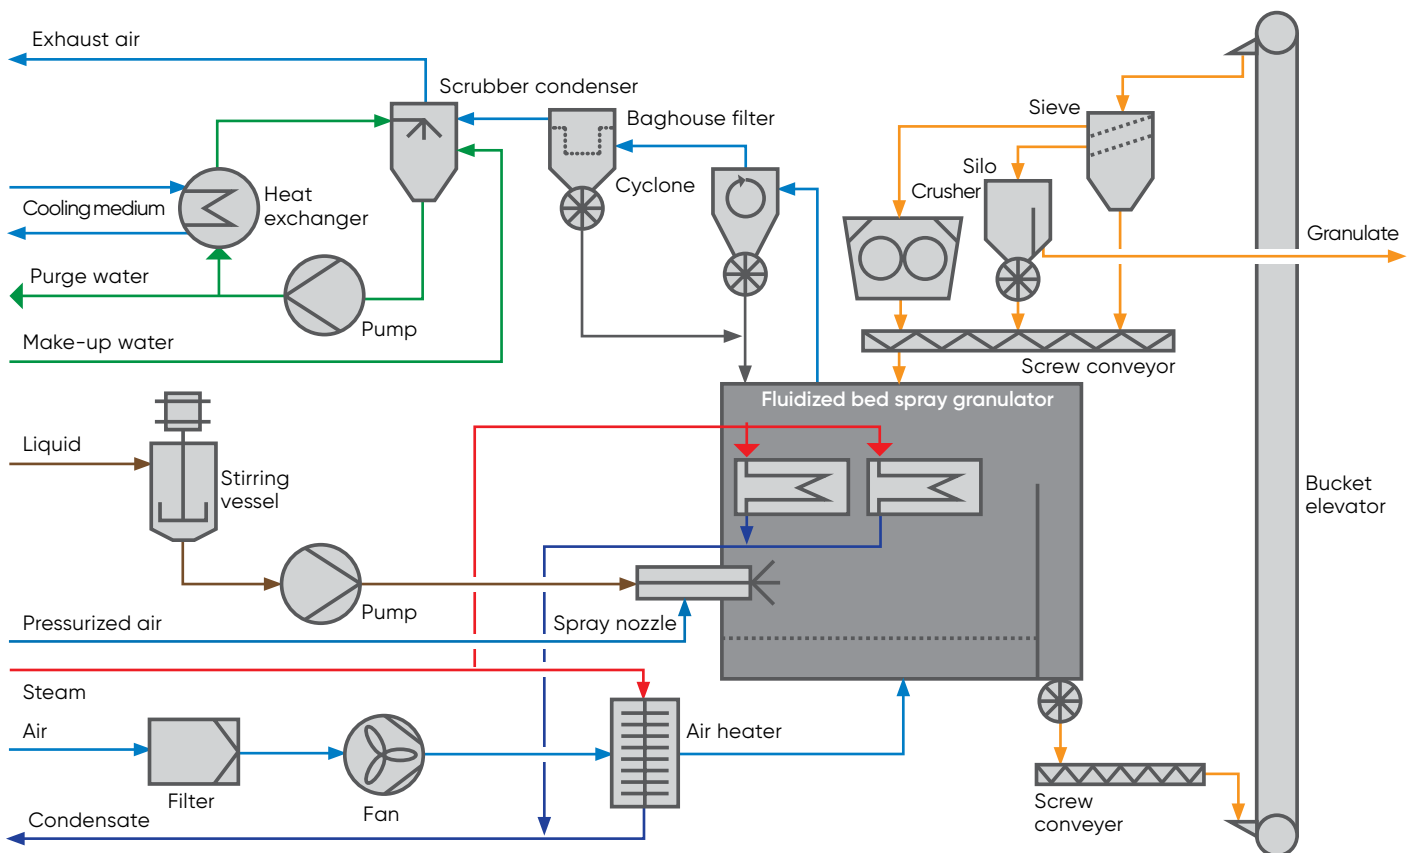 Exhaust air
Scrubber condenser
Baghouse filter
Sieve
Silo
Crusher
Cyclone
Heat
exchanger
Cooling medium
Granulate
Purge water
Pump
Make-up water
Screw conveyor
Fluidized bed spray granulator
Liquid
Stirring
vessel
Bucket
elevator
Pump
Pressurized air
Spray nozzle
Steam
Air
Air heater
Filter
Fan
Screw
conveyer
Condensate